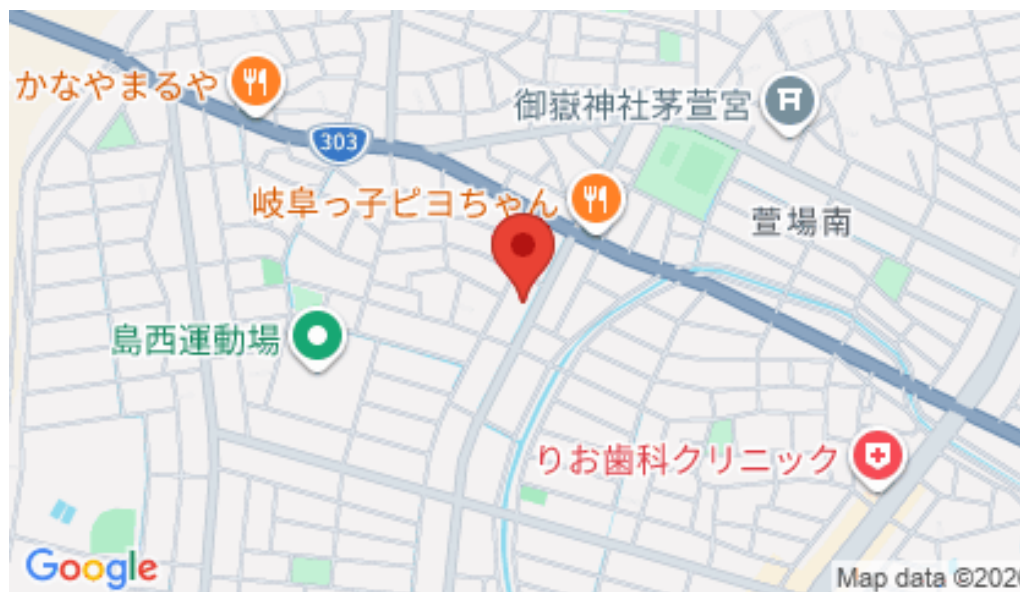 かなやまるや
303
御嶽神社茅萱宮
岐阜っ子ピヨちゃん
萱場南
島西運動場
りお歯科クリニック
Google
Map data ©202